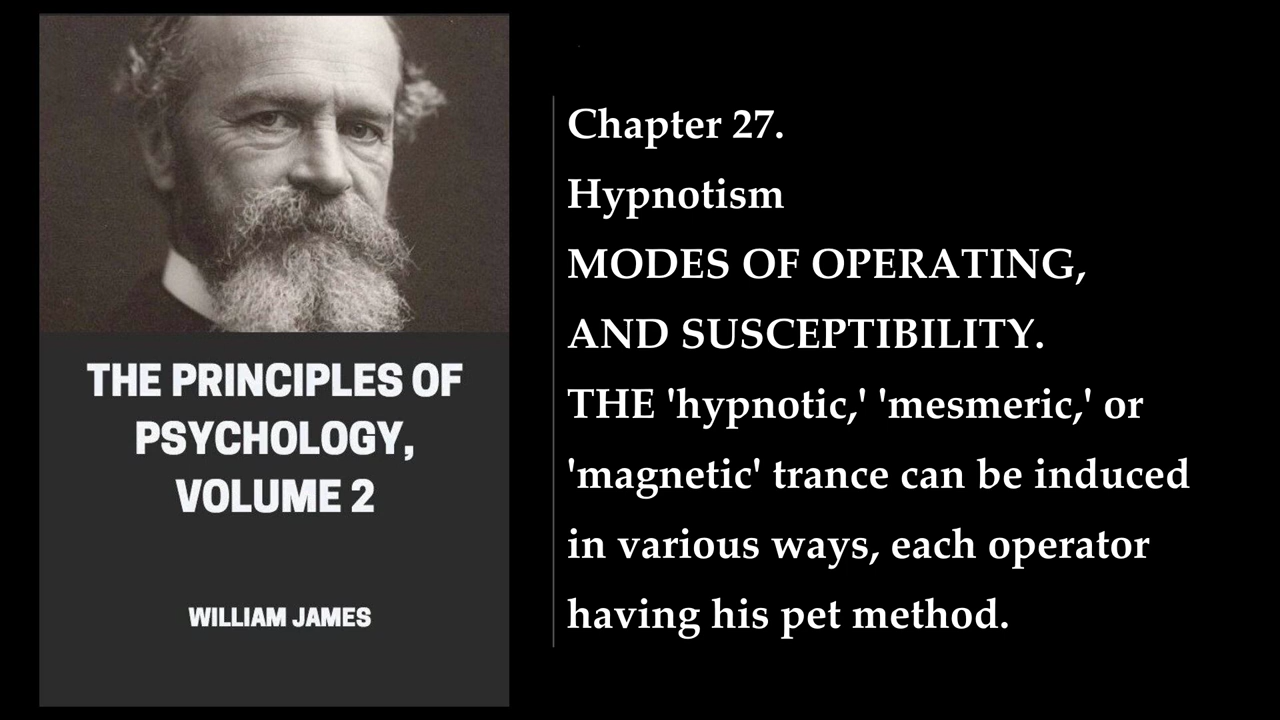 THE PRINCIPLES OF
PSYCHOLOGY,
VOLUME 2
WILLIAM JAMES
Chapter 27.
Hypnotism
MODES OF OPERATING,
AND SUSCEPTIBILITY.
THE 'hypnotic,' 'mesmeric,' or
'magnetic' trance can be induced
in various ways, each operator
having his pet method.